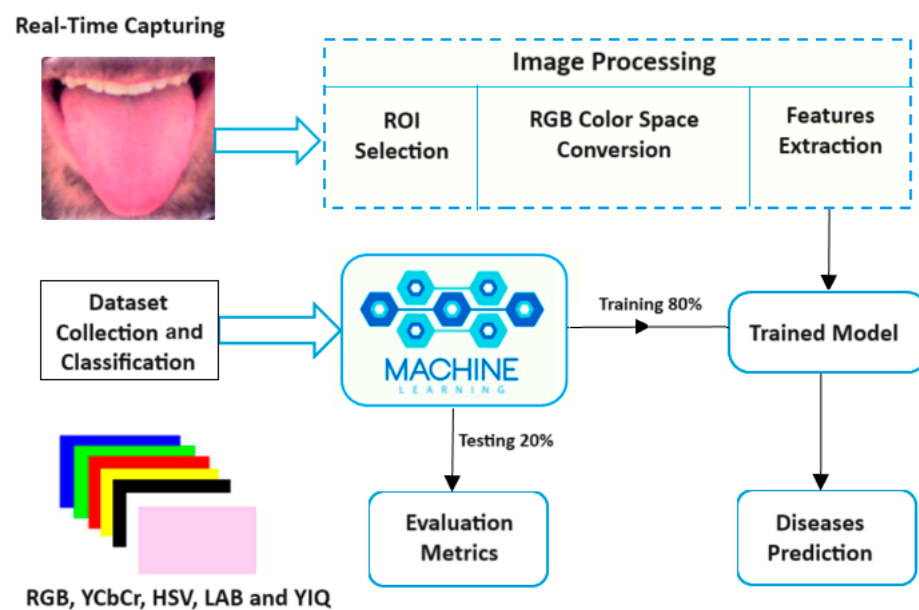 Real-Time Capturing
Image Processing
ROI
Selection
RGB Color Space
Conversion
Features
Extraction
Dataset
Collection and
Classification
MACHINE
LEARNING
Training 80%
Trained Model
Testing 20%
Evaluation
Metrics
Diseases
Prediction
RGB, YCbCr, HSV, LAB and YIQ